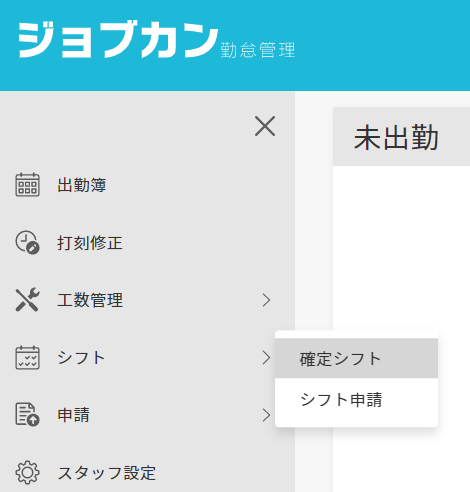 ジョブカン勤怠管理
未出勤
出勤簿
打刻修正
工数管理
シフト
確定シフト
シフト申請
申請
スタッフ設定